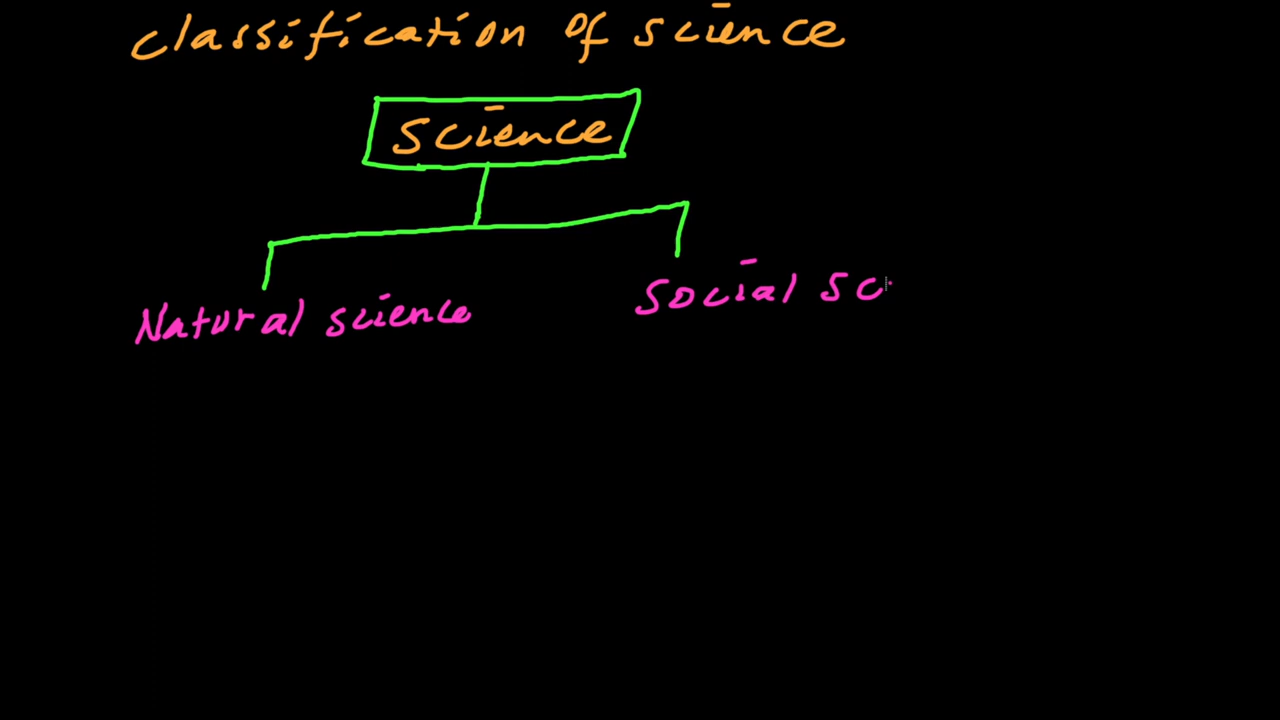 classification of science
science
Natural science
Social sc